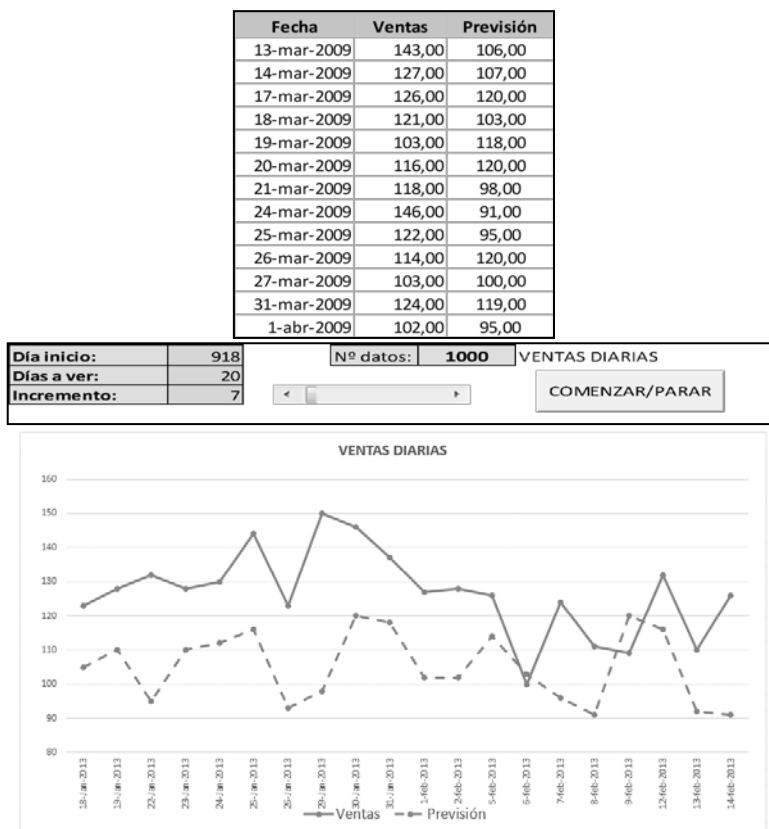 Fecha Ventas Previsión
13-mar-2009 143,00 106,00
14-mar-2009 127,00 107,00
17-mar-2009 126,00 120,00
18-mar-2009 121,00 103,00
19-mar-2009 103,00 118,00
20-mar-2009 116,00 120,00
21-mar-2009 118,00 98,00
24-mar-2009 146,00 91,00
25-mar-2009 122,00 95,00
26-mar-2009 114,00 120,00
27-mar-2009 103,00 100,00
31-mar-2009 124,00 119,00
1-abr-2009 102,00 95,00
Día inicio: 918 Nº datos: 1000 VENTAS DIARIAS
Días a ver: 20
Incremento: 7
COMENZAR/PARAR
VENTAS DIARIAS
160
150
140
130
120
110
100
90
80
18-Jan-2013
19-Jan-2013
22-Jan-2013
23-Jan-2013
24-Jan-2013
25-Jan-2013
26-Jan-2013
29-Jan-2013
30-Jan-2013
31-Jan-2013
1-feb-2013
2-feb-2013
5-feb-2013
6-feb-2013
7-feb-2013
8-feb-2013
9-feb-2013
12-feb-2013
13-feb-2013
14-feb-2013
Ventas Previsión